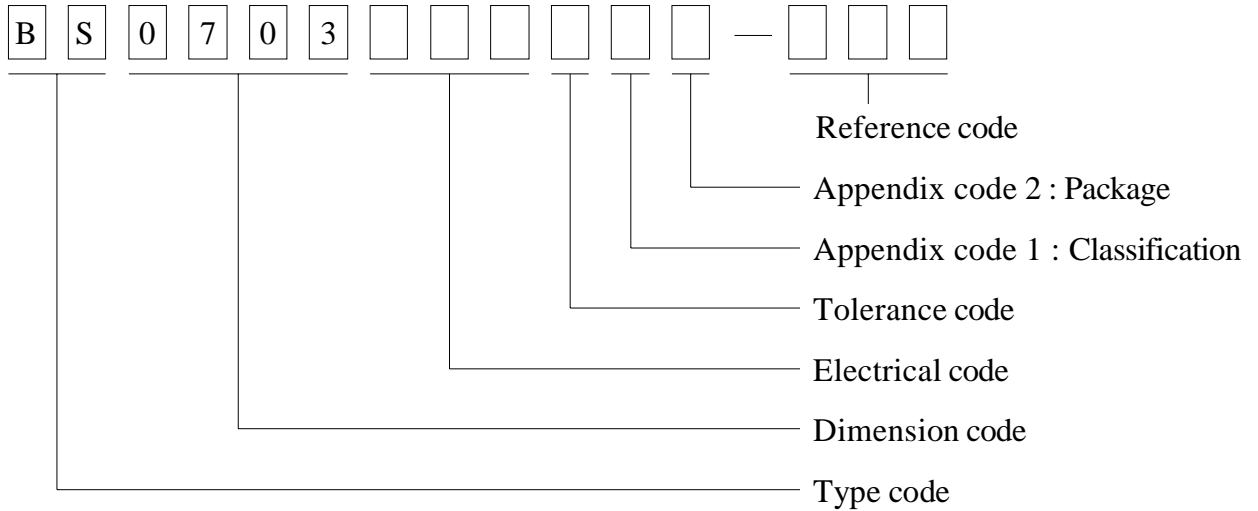 B S 0 7 0 3 —
Reference code
Appendix code 2 : Package
Appendix code 1 : Classification
Tolerance code
Electrical code
Dimension code
Type code